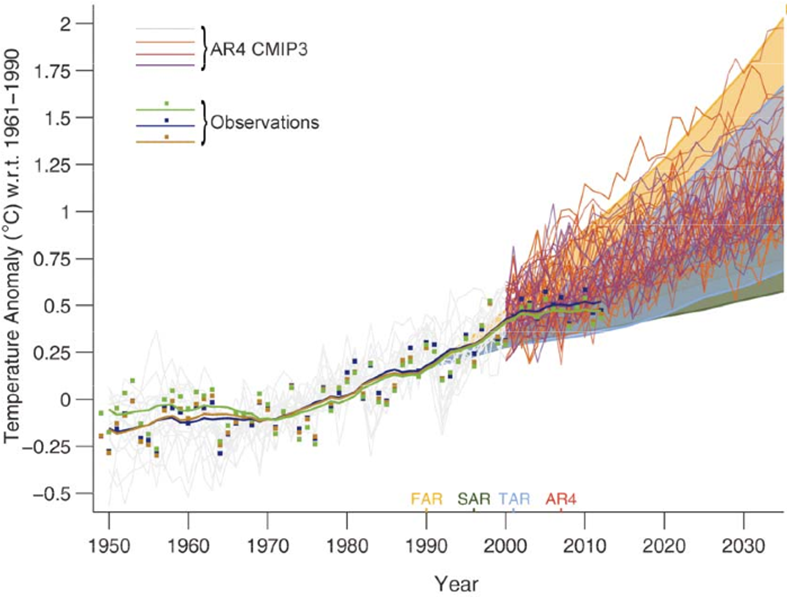 AR4 CMIP3
Observations
Temperature Anomaly (°C) w.r.t. 1961–1990
2
1.75
1.5
1.25
1
0.75
0.5
0.25
0
−0.25
−0.5
FAR SAR TAR AR4
1950 1960 1970 1980 1990 2000 2010 2020 2030
Year